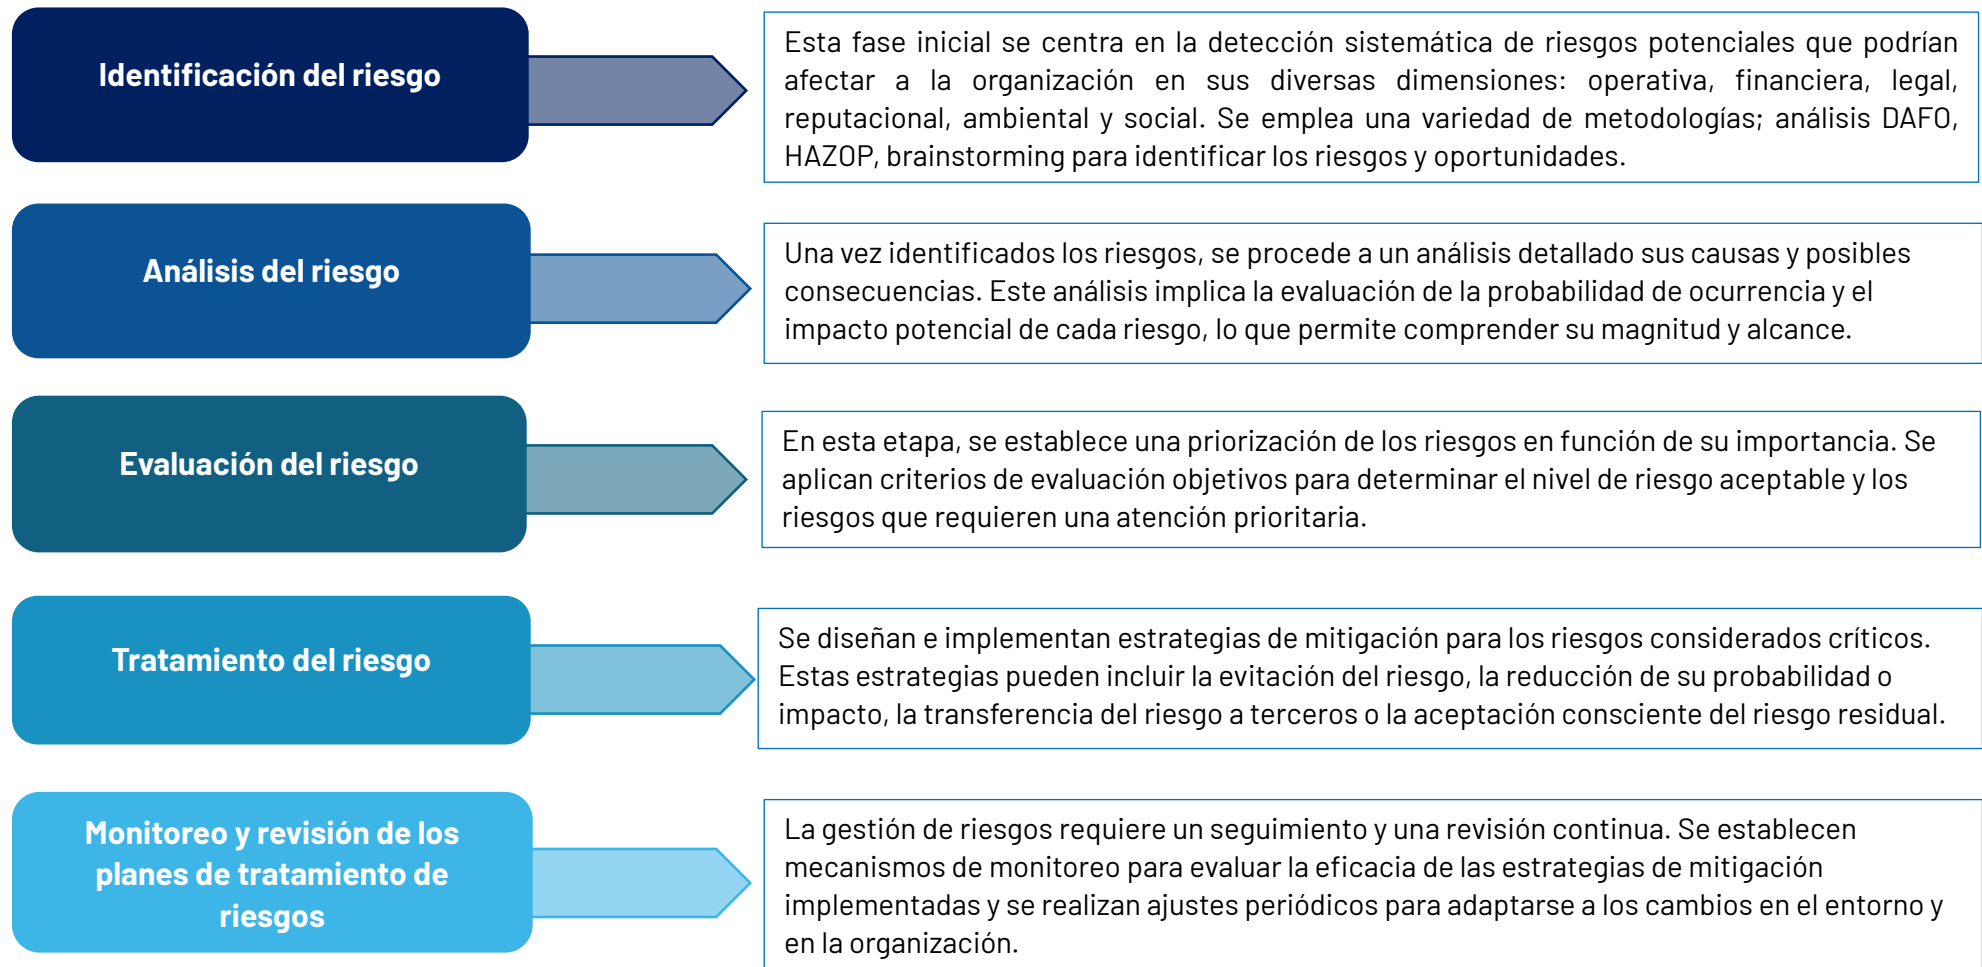 Identificación del riesgo
Esta fase inicial se centra en la detección sistemática de riesgos potenciales que podrían
afectar a la organización en sus diversas dimensiones: operativa, financiera, legal,
reputacional, ambiental y social. Se emplea una variedad de metodologías; análisis DAFO,
HAZOP, brainstorming para identificar los riesgos y oportunidades.
Análisis del riesgo
Una vez identificados los riesgos, se procede a un análisis detallado sus causas y posibles
consecuencias. Este análisis implica la evaluación de la probabilidad de ocurrencia y el
impacto potencial de cada riesgo, lo que permite comprender su magnitud y alcance.
Evaluación del riesgo
En esta etapa, se establece una priorización de los riesgos en función de su importancia. Se
aplican criterios de evaluación objetivos para determinar el nivel de riesgo aceptable y los
riesgos que requieren una atención prioritaria.
Tratamiento del riesgo
Se diseñan e implementan estrategias de mitigación para los riesgos considerados críticos.
Estas estrategias pueden incluir la evitación del riesgo, la reducción de su probabilidad o
impacto, la transferencia del riesgo a terceros o la aceptación consciente del riesgo residual.
Monitoreo y revisión de los
planes de tratamiento de
riesgos
La gestión de riesgos requiere un seguimiento y una revisión continua. Se establecen
mecanismos de monitoreo para evaluar la eficacia de las estrategias de mitigación
implementadas y se realizan ajustes periódicos para adaptarse a los cambios en el entorno y
en la organización.